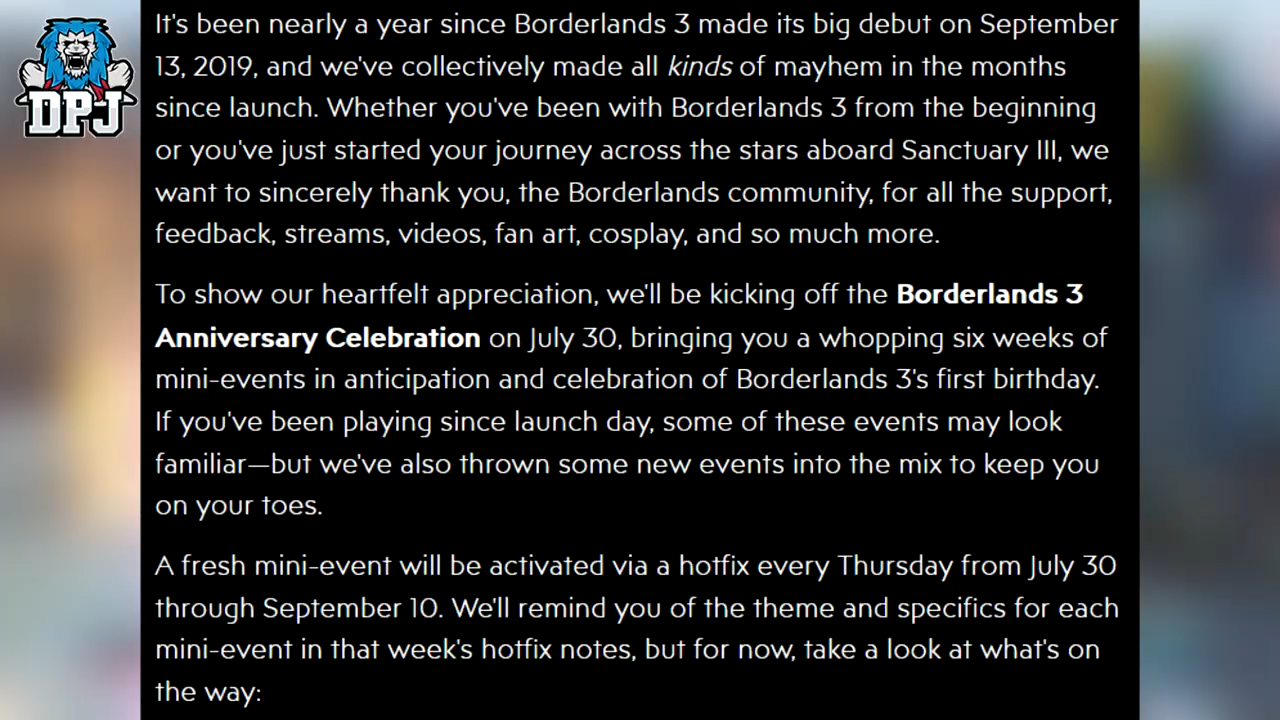 DPJ
It's been nearly a year since Borderlands 3 made its big debut on September
13, 2019, and we've collectively made all kinds of mayhem in the months
since launch. Whether you've been with Borderlands 3 from the beginning
or you've just started your journey across the stars aboard Sanctuary III, we
want to sincerely thank you, the Borderlands community, for all the support,
feedback, streams, videos, fan art, cosplay, and so much more.
To show our heartfelt appreciation, we'll be kicking off the Borderlands 3
Anniversary Celebration on July 30, bringing you a whopping six weeks of
mini-events in anticipation and celebration of Borderlands 3's first birthday.
If you've been playing since launch day, some of these events may look
familiar—but we've also thrown some new events into the mix to keep you
on your toes.
A fresh mini-event will be activated via a hotfix every Thursday from July 30
through September 10. We'll remind you of the theme and specifics for each
mini-event in that week's hotfix notes, but for now, take a look at what's on
the way: